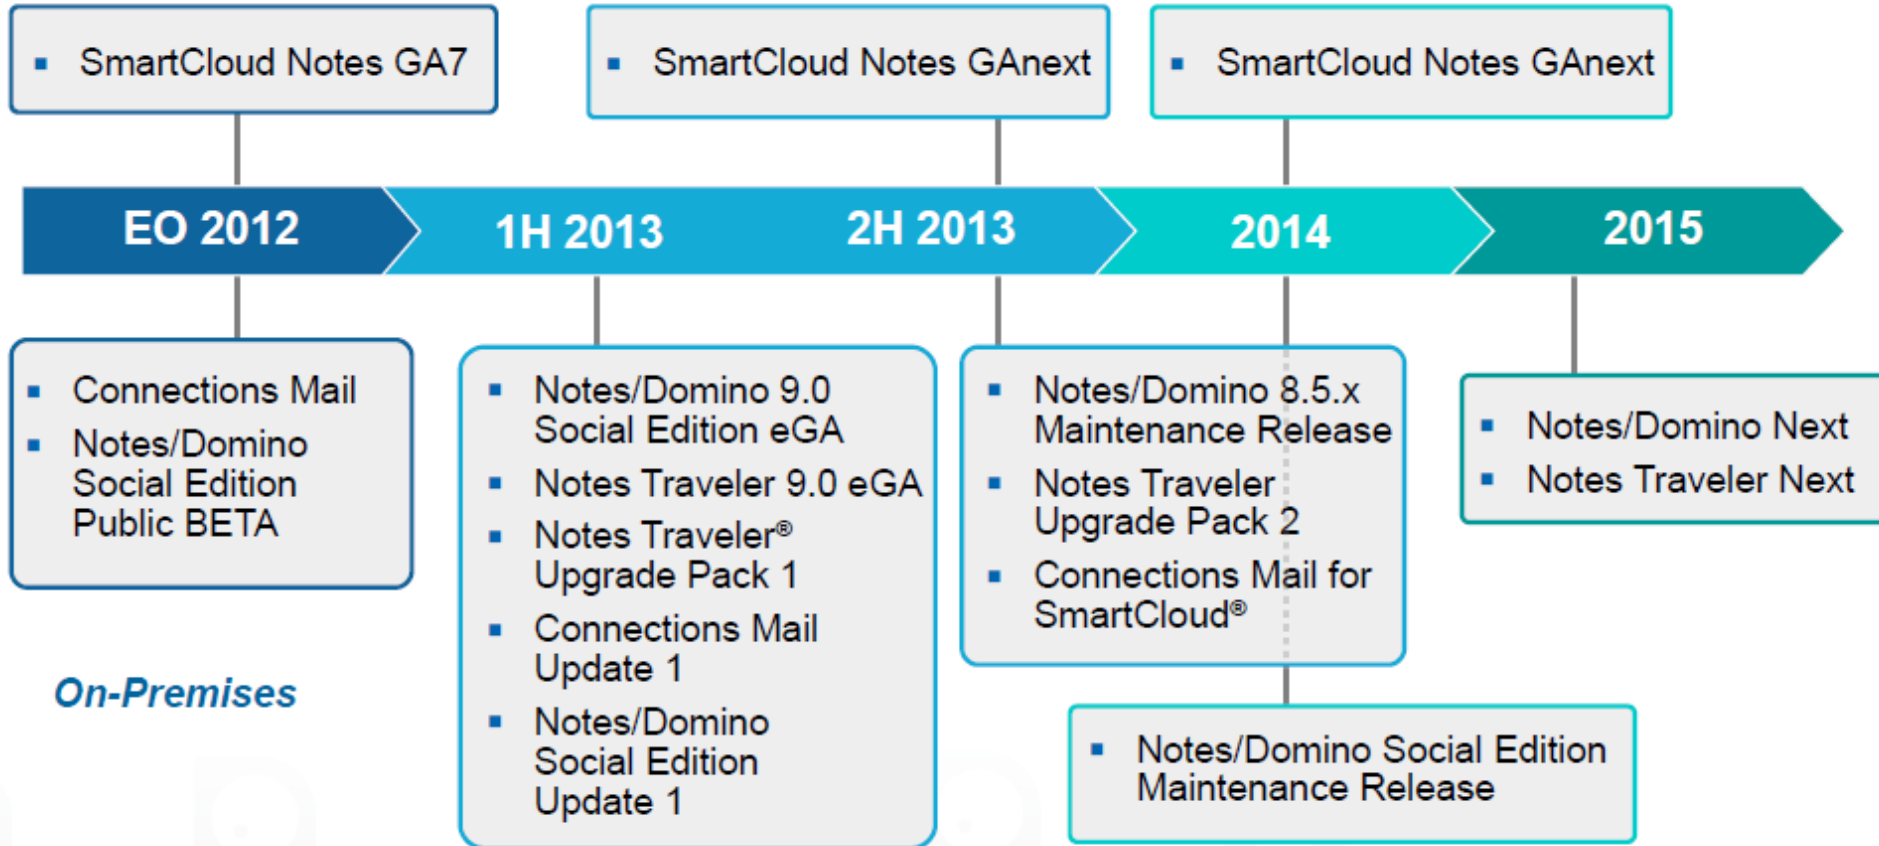 ▪ SmartCloud Notes GA7
▪ SmartCloud Notes GAnext
▪ SmartCloud Notes GAnext
EO 2012
1H 2013
2H 2013
2014
2015
▪ Connections Mail
▪ Notes/Domino
Social Edition
Public BETA
▪ Notes/Domino 9.0
Social Edition eGA
▪ Notes Traveler 9.0 eGA
▪ Notes Traveler®
Upgrade Pack 1
▪ Connections Mail
Update 1
▪ Notes/Domino
Social Edition
Update 1
▪ Notes/Domino 8.5.x
Maintenance Release
▪ Notes Traveler
Upgrade Pack 2
▪ Connections Mail for
SmartCloud®
▪ Notes/Domino Next
▪ Notes Traveler Next
On-Premises
▪ Notes/Domino Social Edition
Maintenance Release